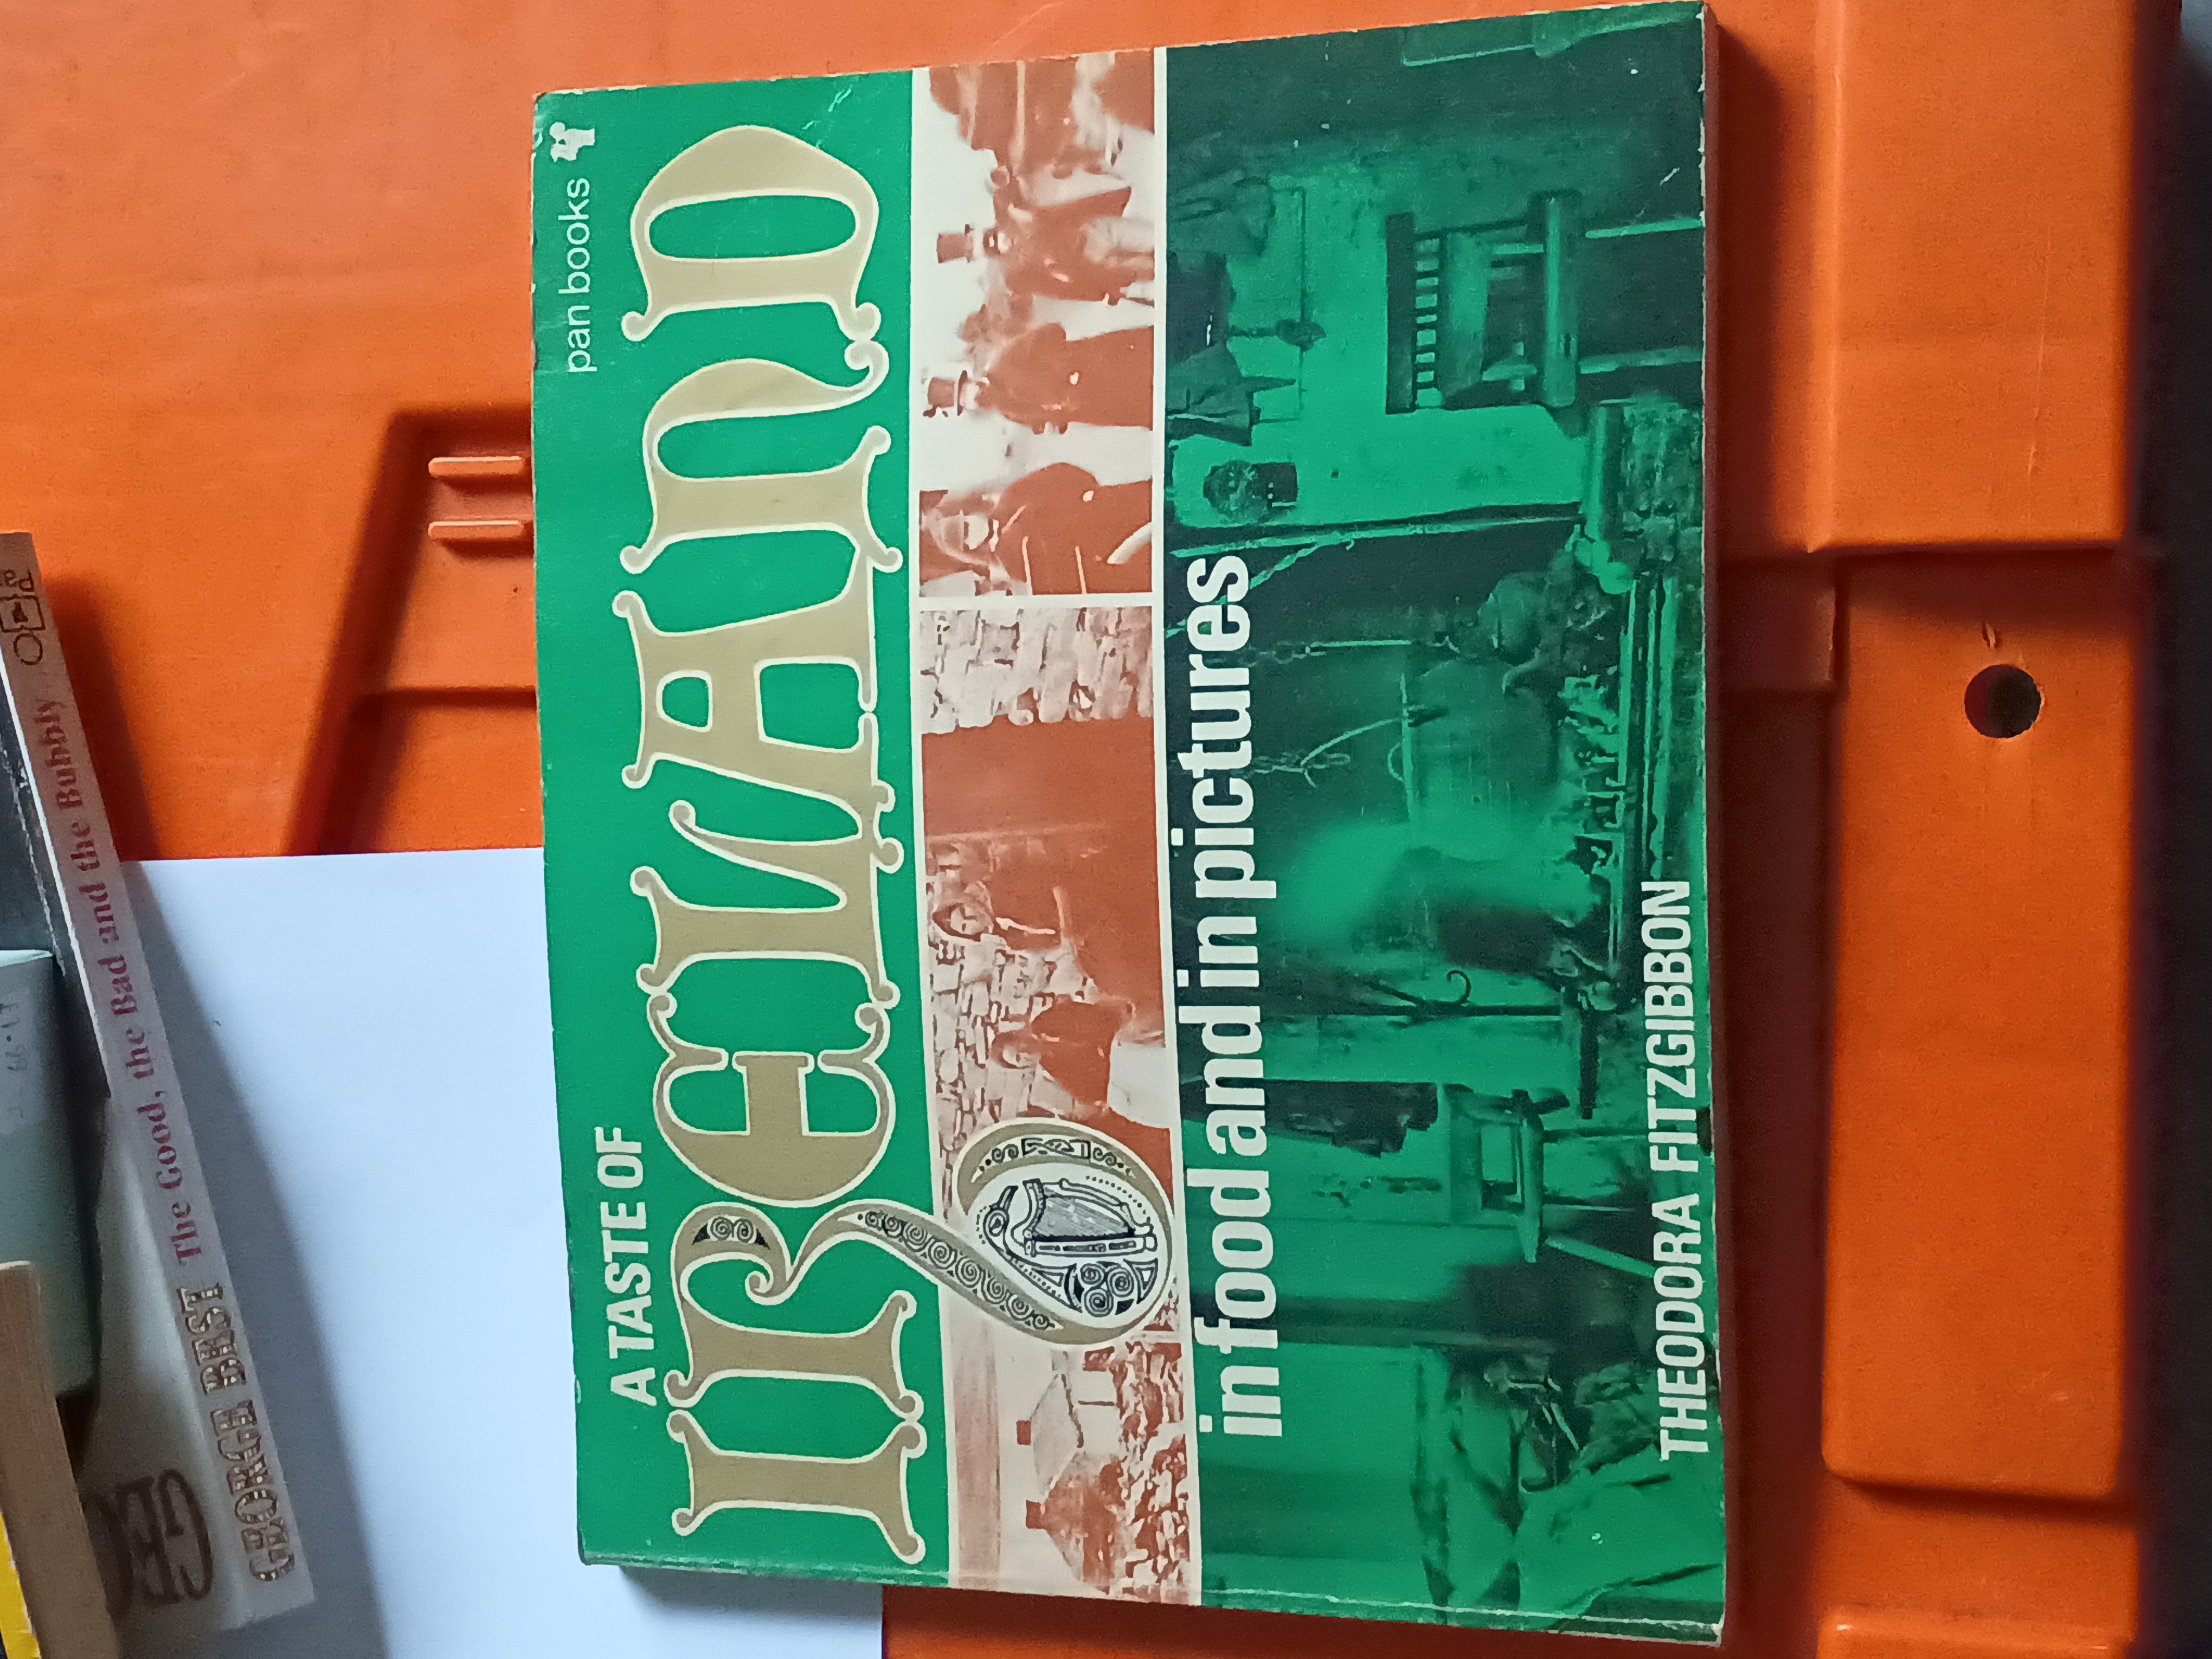 pan books
A TASTE OF
IRELAND
in food and in pictures
THEODORA FITZGIBBON
GEORGE BEST The Good, the Bad and the Bubbly